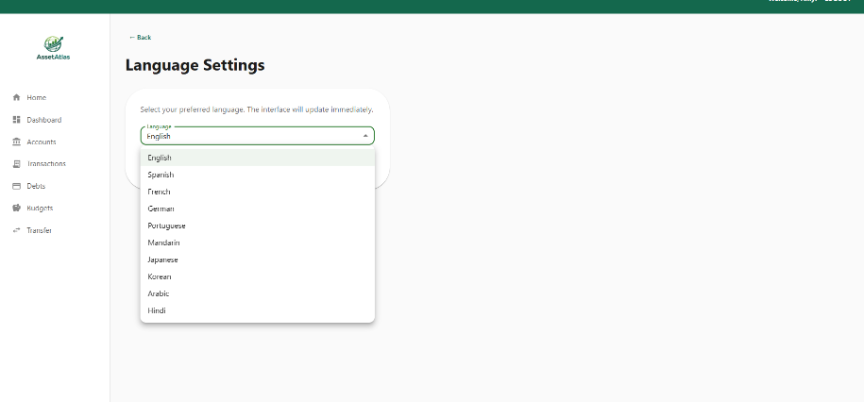 ← Back
AssetAtlas
Language Settings
Home
Dashboard
Accounts
Transactions
Debts
Budgets
Transfer
Select your preferred language. The interface will update immediately.
Language
English
English
Spanish
French
German
Portuguese
Mandarin
Japanese
Korean
Arabic
Hindi